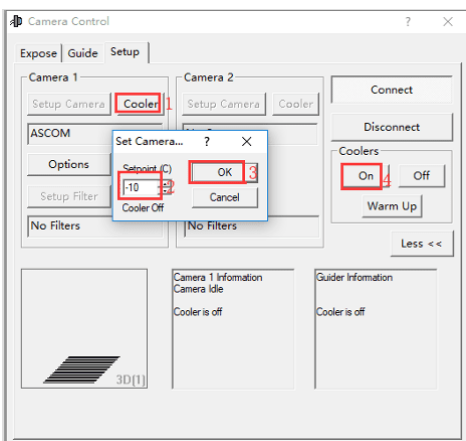 Camera Control ? ×
Expose Guide Setup
Camera 1 Camera 2
Setup Camera Cooler 1 Setup Camera Cooler Connect
ASCOM Disconnect
Set Camera... ? ×
Coolers
Options Setpoint (C) OK 3 On 4 Off
-10 2
Setup Filter Cooler Off Cancel Warm Up
No Filters No Filters
Less <<
Camera 1 Information Guider Information
Camera Idle
Cooler is off Cooler is off
3D[1]